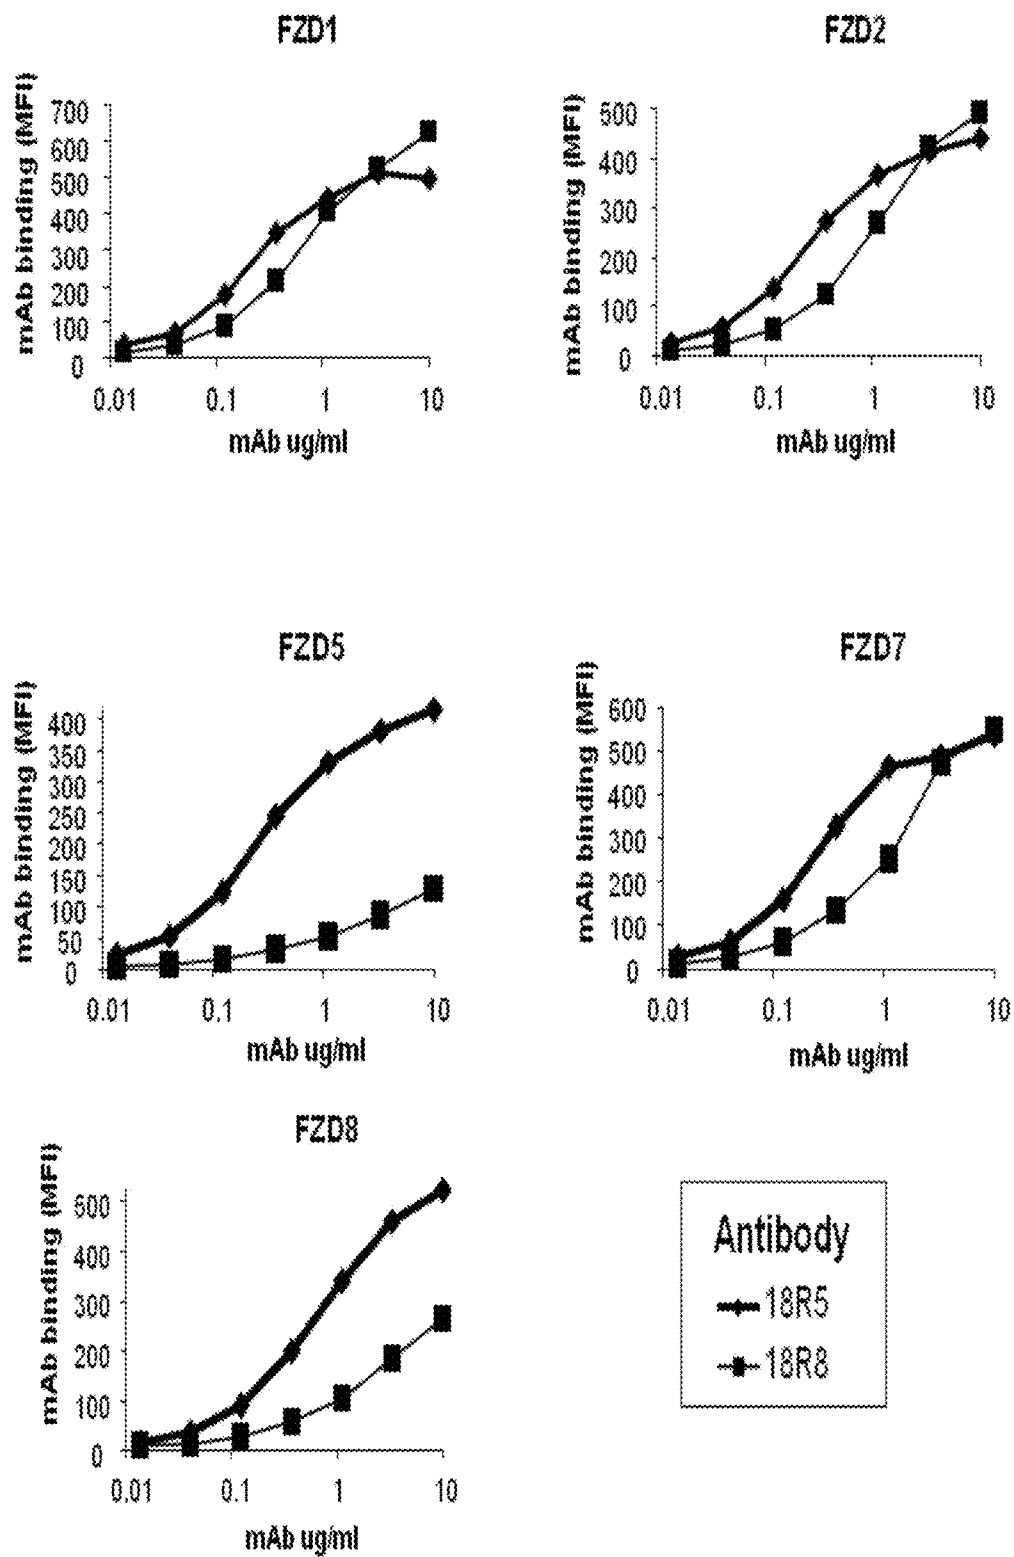 FZD1
mAb binding (MFI)
700
600
500
400
300
200
100
0
0.01 0.1 1 10
mAb ug/ml
FZD2
mAb binding (MFI)
500
400
300
200
100
0
0.01 0.1 1 10
mAb ug/ml
FZD5
mAb binding (MFI)
400
350
300
250
200
150
100
50
0
0.01 0.1 1 10
mAb ug/ml
FZD7
mAb binding (MFI)
600
500
400
300
200
100
0
0.01 0.1 1 10
mAb ug/ml
FZD8
mAb binding (MFI)
500
400
300
200
100
0
0.01 0.1 1 10
mAb ug/ml
Antibody
18R5
18R8